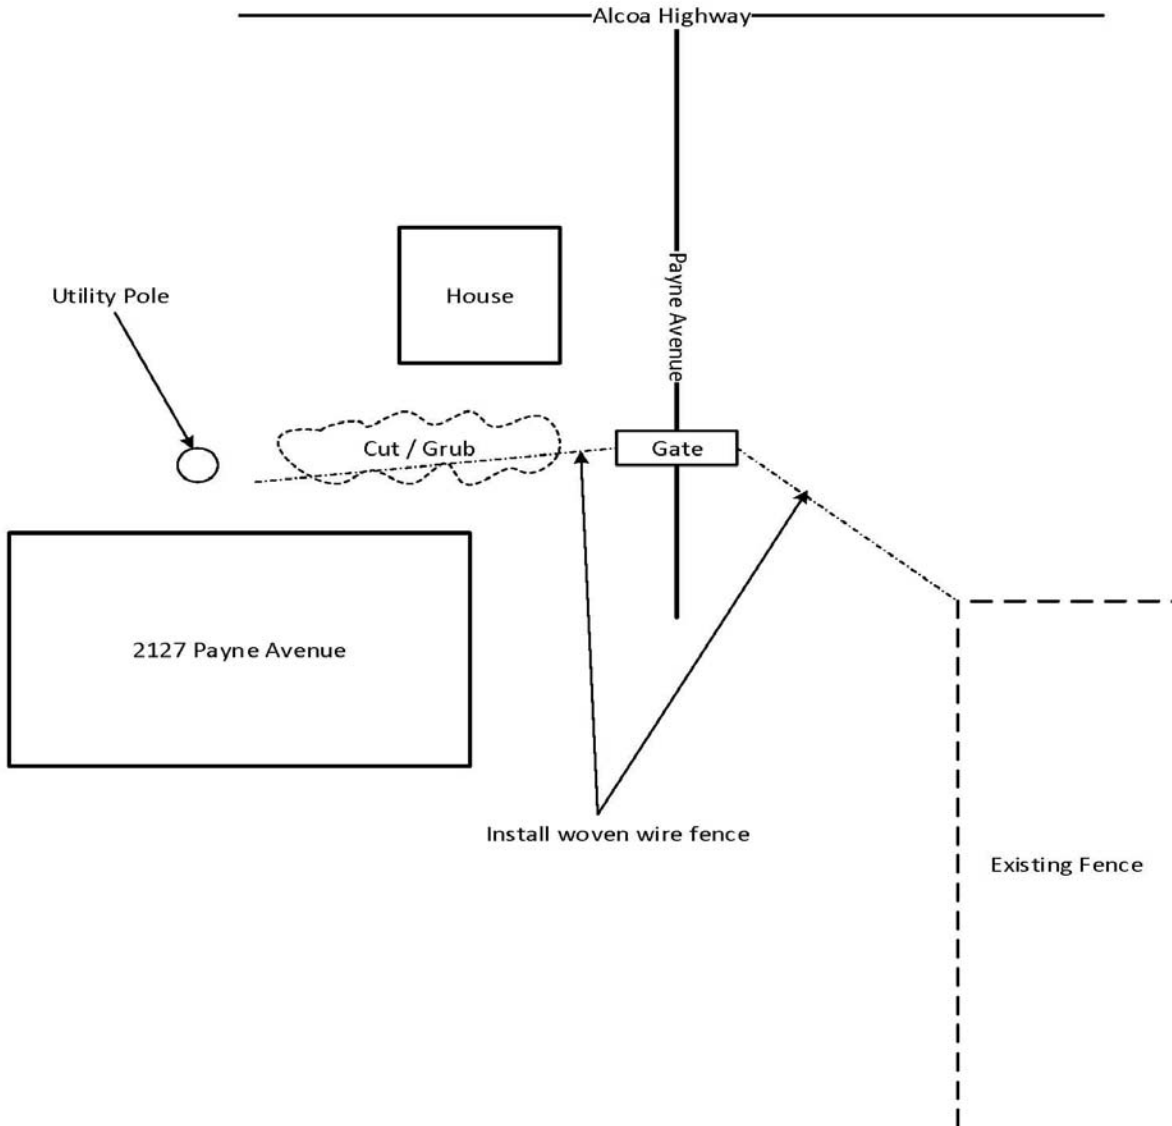 Alcoa Highway
Payne Avenue
House
Utility Pole
Cut / Grub
Gate
2127 Payne Avenue
Install woven wire fence
Existing Fence